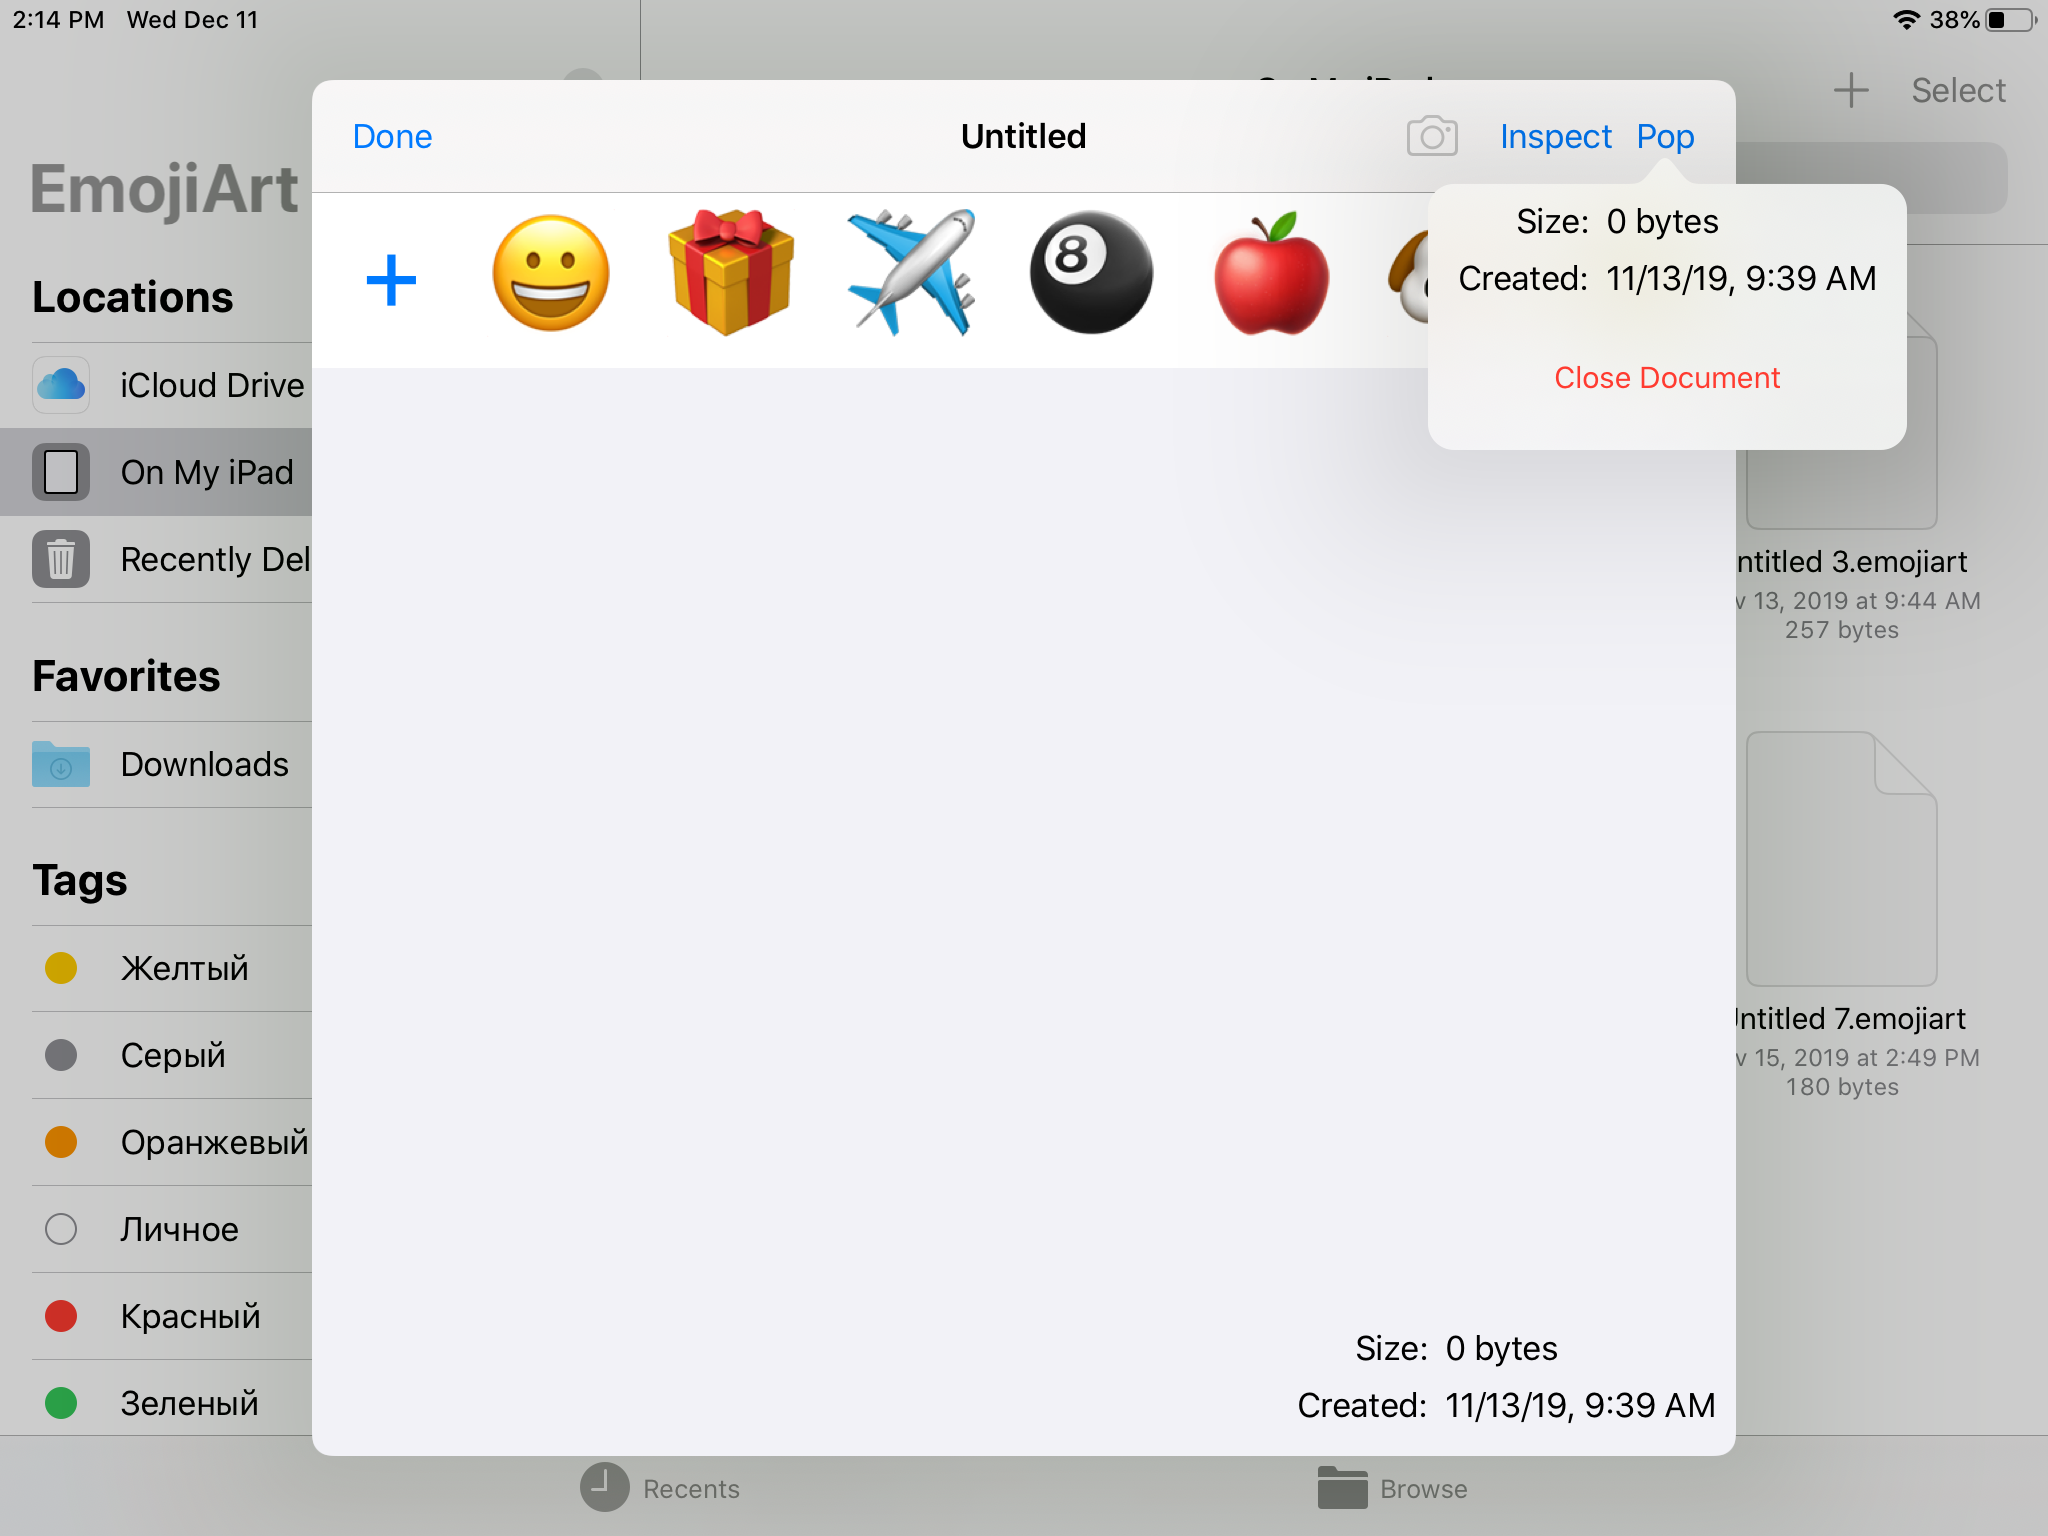 2:14 PM Wed Dec 11
38%
Select
EmojiArt
Done
Untitled
Inspect
Pop
8
Size: 0 bytes
Created: 11/13/19, 9:39 AM
Close Document
Locations
iCloud Drive
On My iPad
Recently Del
Favorites
Downloads
Tags
Желтый
Серый
Оранжевый
Личное
Красный
Зеленый
ntitled 3.emojiart
v 13, 2019 at 9:44 AM
257 bytes
ntitled 7.emojiart
v 15, 2019 at 2:49 PM
180 bytes
Size: 0 bytes
Created: 11/13/19, 9:39 AM
Recents
Browse